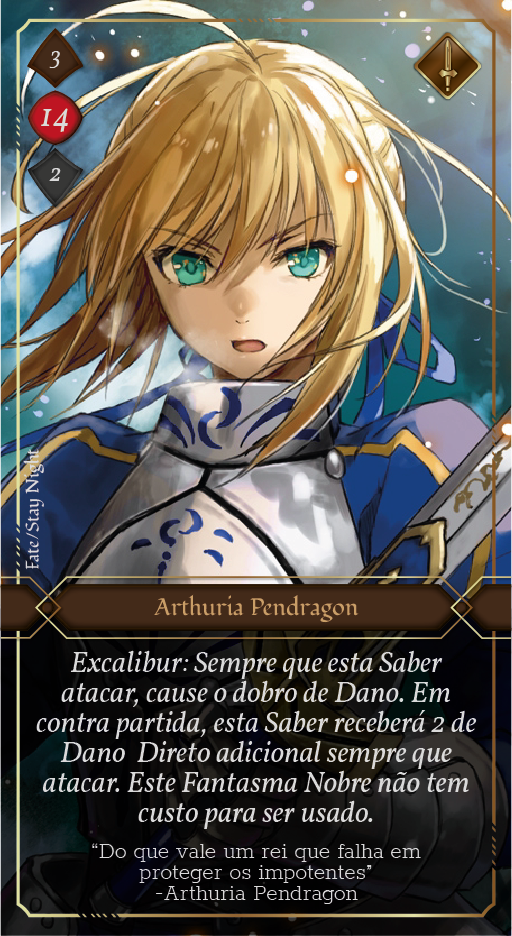 3
14
2
Fate/Stay Night
Arthuria Pendragon
Excalibur: Sempre que esta Saber
atacar, cause o dobro de Dano. Em
contra partida, esta Saber receberá 2 de
Dano Direto adicional sempre que
atacar. Este Fantasma Nobre não tem
custo para ser usado.
“Do que vale um rei que falha em
proteger os impotentes”
-Arthuria Pendragon